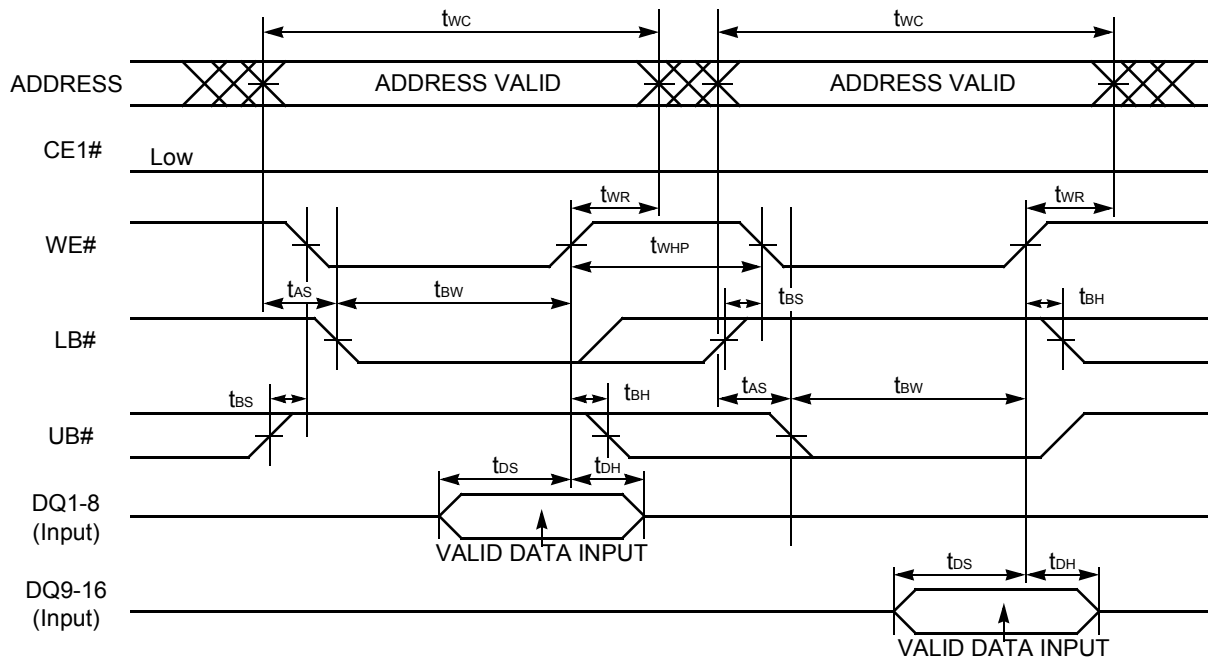 tWC tWC
ADDRESS ADDRESS VALID ADDRESS VALID
CE1# Low
tWR tWR
WE#
tWHP
tAS tBW tBS tBH
LB#
tBS tBH tAS tBW
UB#
tDS tDH
DQ1-8
(Input)
VALID DATA INPUT
tDS tDH
DQ9-16
(Input)
VALID DATA INPUT